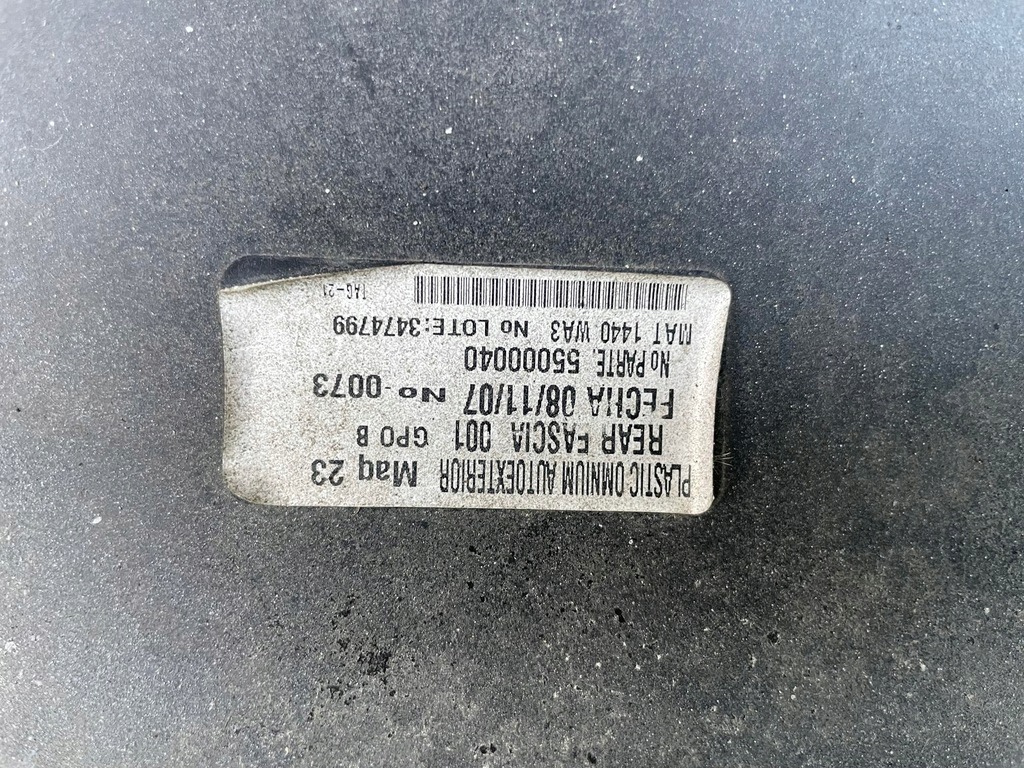 PLASTIC OMNIUM AUTOEXTERIOR Maq 23
REAR FASCIA 001 GPO B
FECHA 08/11/07 No 0073
No PARTE. 55000040
MAT 1440 WA3 No LOTE:3474799
TAG-21